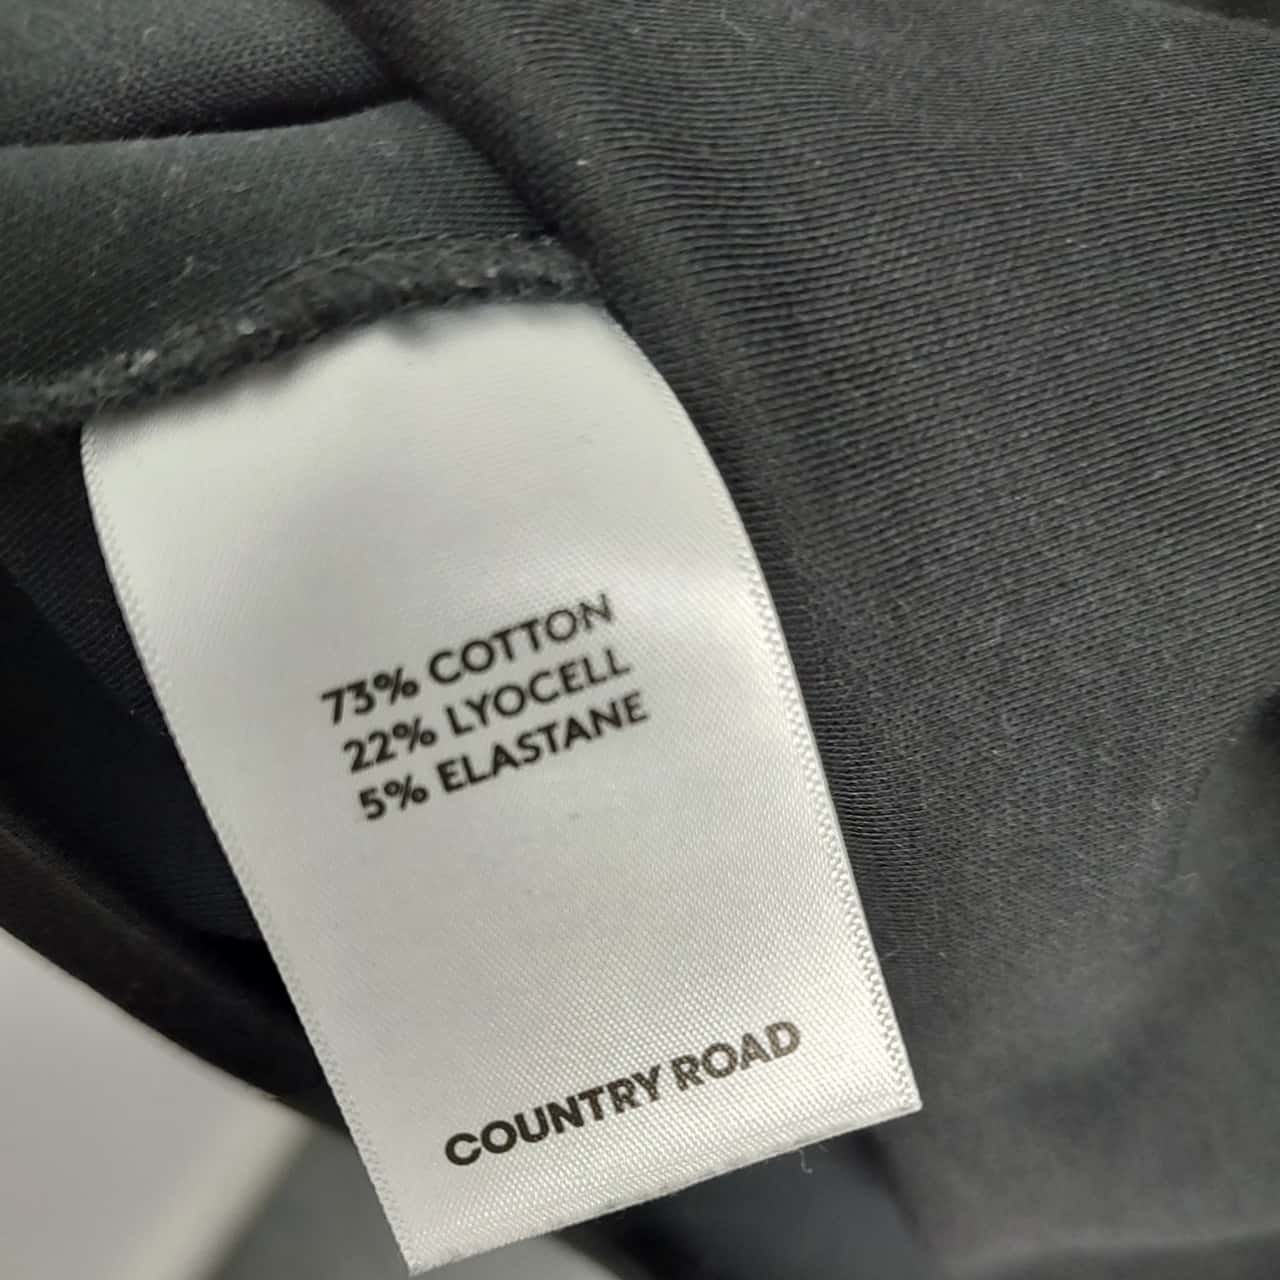 73% COTTON
22% LYOCELL
5% ELASTANE
COUNTRY ROAD